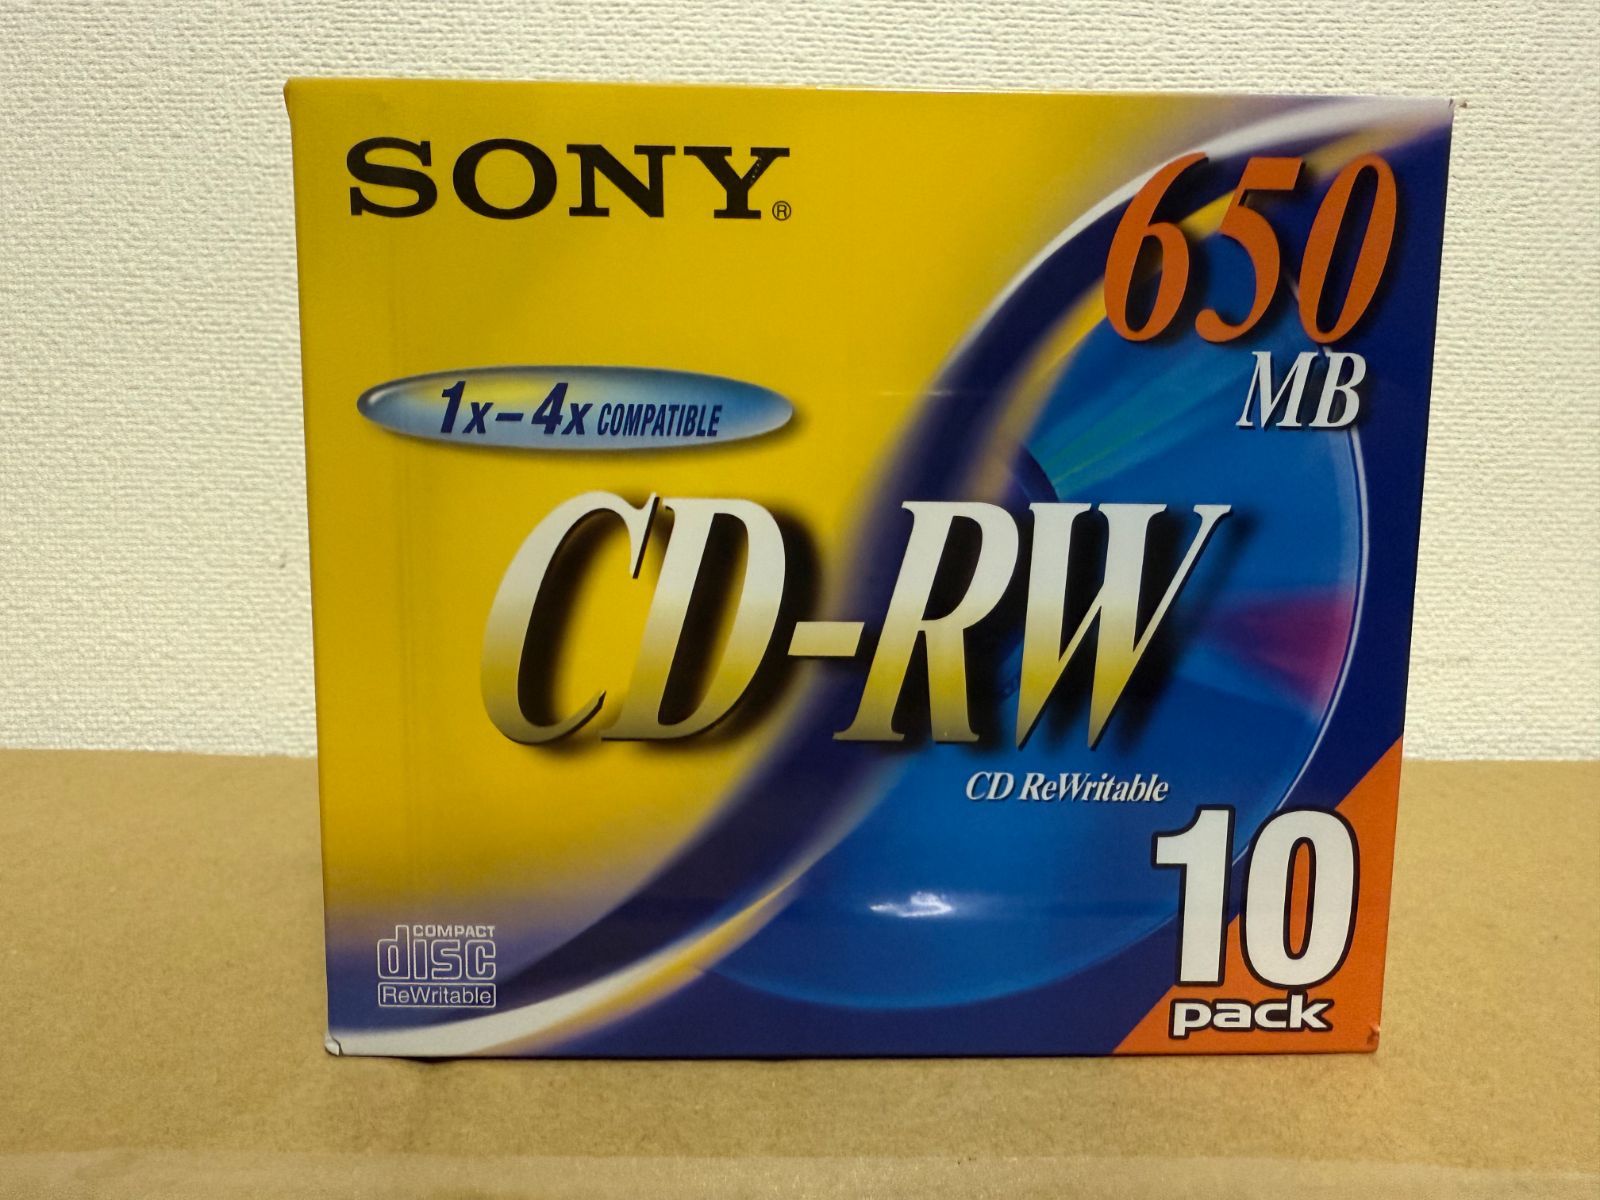 SONY®
650
MB
1x-4x COMPATIBLE
CD-RW
CD ReWritable
10
pack
COMPACT
disc
ReWritable